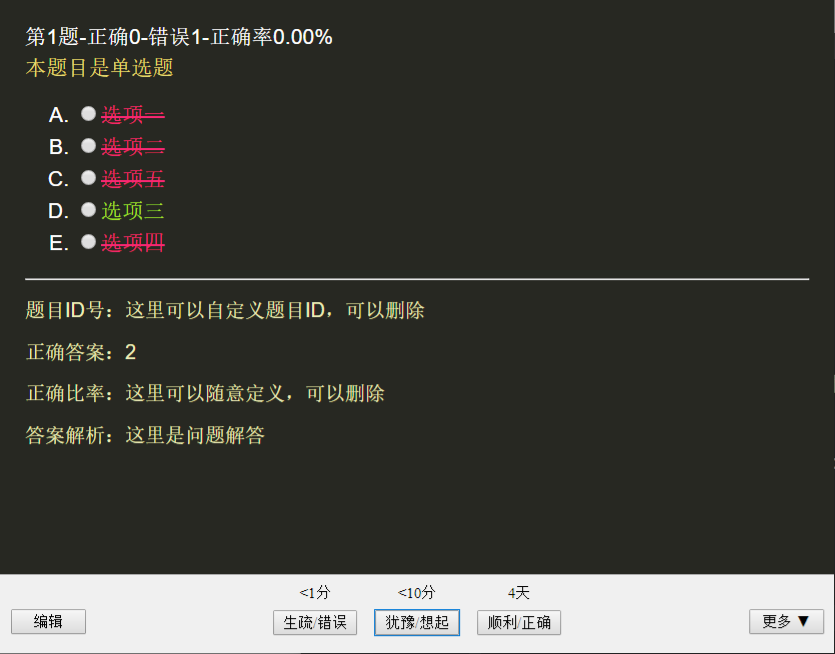 第1题-正确0-错误1-正确率0.00%
本题目是单选题
A. 选项一
B. 选项二
C. 选项五
D. 选项三
E. 选项四
题目ID号：这里可以自定义题目ID，可以删除
正确答案：2
正确比率：这里可以随意定义，可以删除
答案解析：这里是问题解答
<1分 <10分 4天
编辑 生疏/错误 犹豫/想起 顺利/正确 更多 ▼